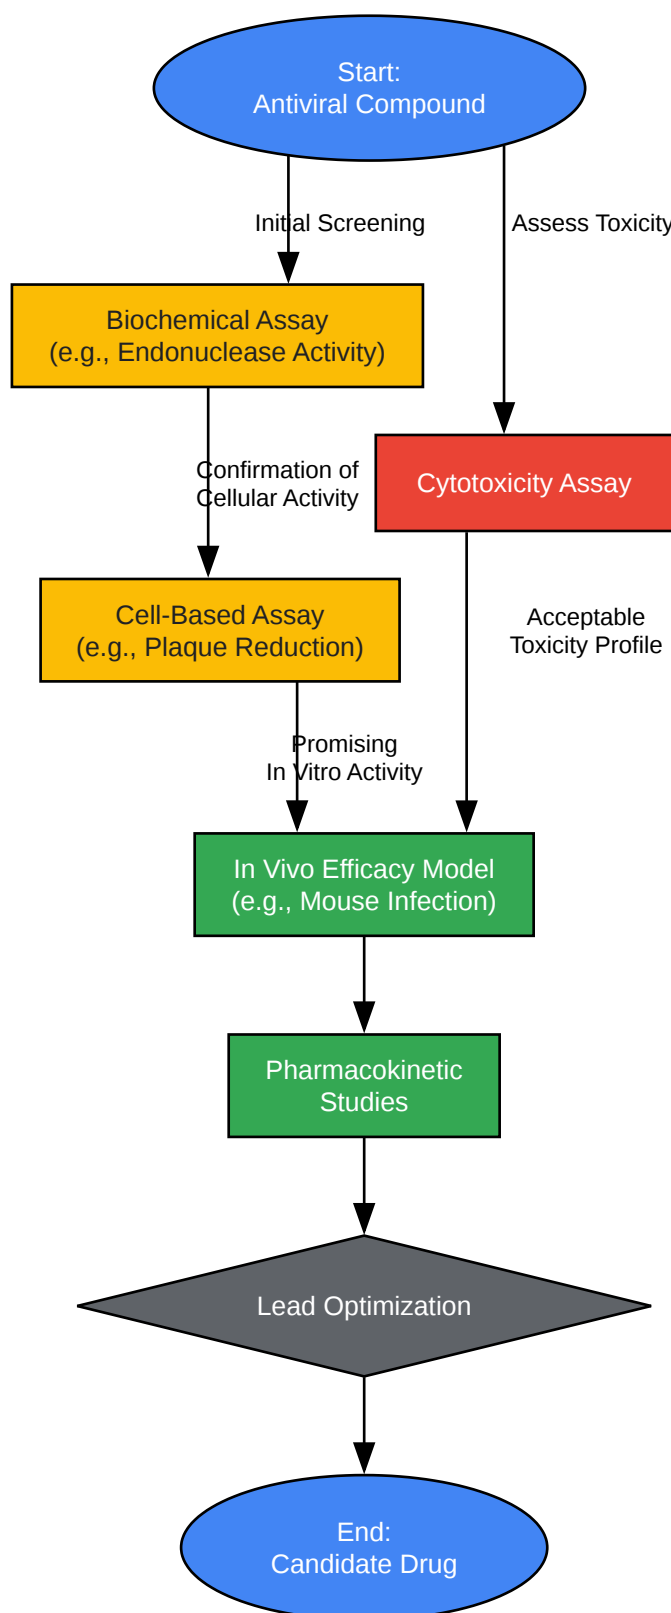 Start:
Antiviral Compound
Initial Screening
Assess Toxicity
Biochemical Assay
(e.g., Endonuclease Activity)
Confirmation of
Cellular Activity
Cytotoxicity Assay
Cell-Based Assay
(e.g., Plaque Reduction)
Acceptable
Toxicity Profile
Promising
In Vitro Activity
In Vivo Efficacy Model
(e.g., Mouse Infection)
Pharmacokinetic
Studies
Lead Optimization
End:
Candidate Drug